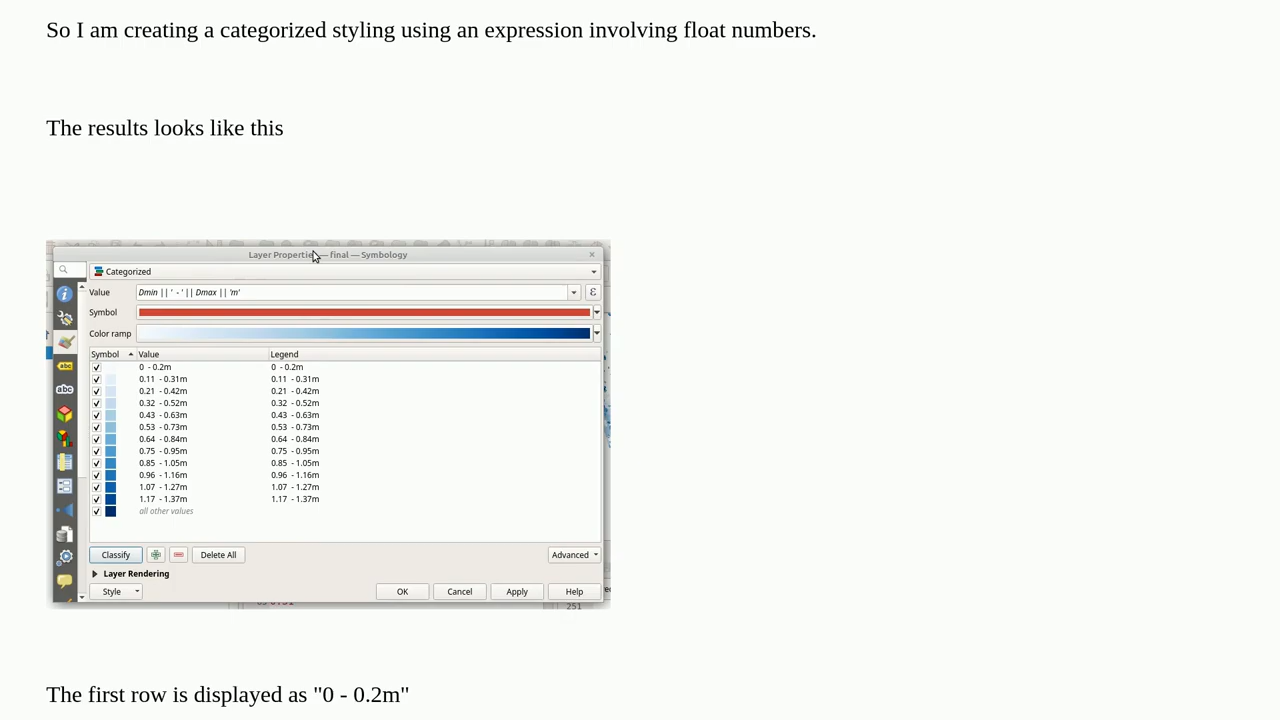 So I am creating a categorized styling using an expression involving float numbers.
The results looks like this
Layer Properti — final — Symbology
Categorized
Value Dmin || ' - ' || Dmax || 'm' ε
Symbol
Color ramp
Symbol Value Legend
0 - 0.2m 0 - 0.2m
0.11 - 0.31m 0.11 - 0.31m
0.21 - 0.42m 0.21 - 0.42m
0.32 - 0.52m 0.32 - 0.52m
0.43 - 0.63m 0.43 - 0.63m
0.53 - 0.73m 0.53 - 0.73m
0.64 - 0.84m 0.64 - 0.84m
0.75 - 0.95m 0.75 - 0.95m
0.85 - 1.05m 0.85 - 1.05m
0.96 - 1.16m 0.96 - 1.16m
1.07 - 1.27m 1.07 - 1.27m
1.17 - 1.37m 1.17 - 1.37m
all other values
Classify Delete All Advanced
Layer Rendering
Style OK Cancel Apply Help
251
The first row is displayed as "0 - 0.2m"